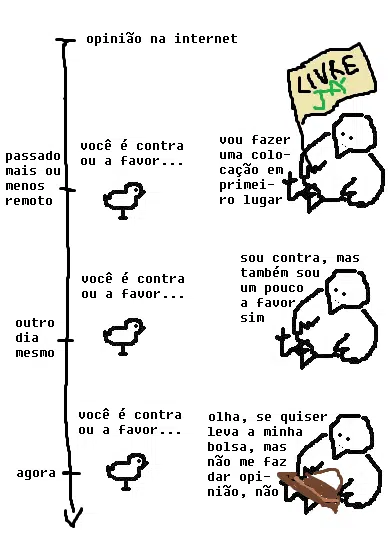 opinião na internet
LIVRE
JÁ
passado
mais ou
menos
remoto
você é contra
ou a favor...
vou fazer
uma colo-
cação em
primei-
ro lugar
outro
dia
mesmo
você é contra
ou a favor...
sou contra, mas
também sou
um pouco
a favor
sim
agora
você é contra
ou a favor...
olha, se quiser
leva a minha
bolsa, mas
não me faz
dar opi-
nião, não